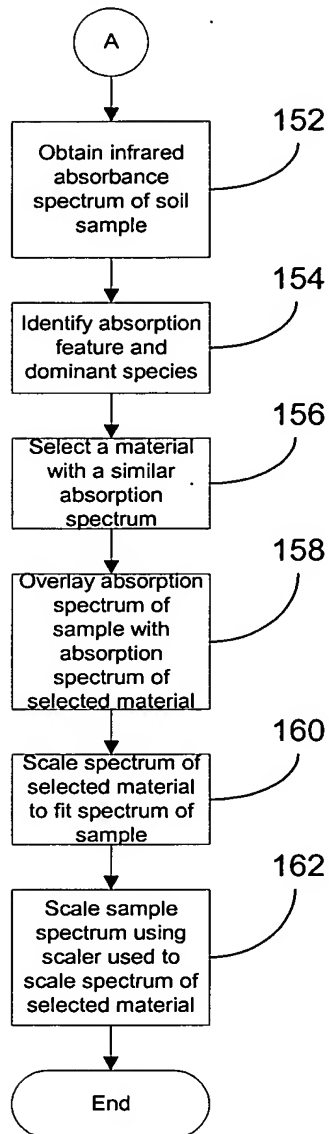 A
152
Obtain infrared
absorbance
spectrum of soil
sample
154
Identify absorption
feature and
dominant species
156
Select a material
with a similar
absorption
spectrum
158
Overlay absorption
spectrum of
sample with
absorption
spectrum of
selected material
160
Scale spectrum of
selected material
to fit spectrum of
sample
162
Scale sample
spectrum using
scaler used to
scale spectrum of
selected material
End